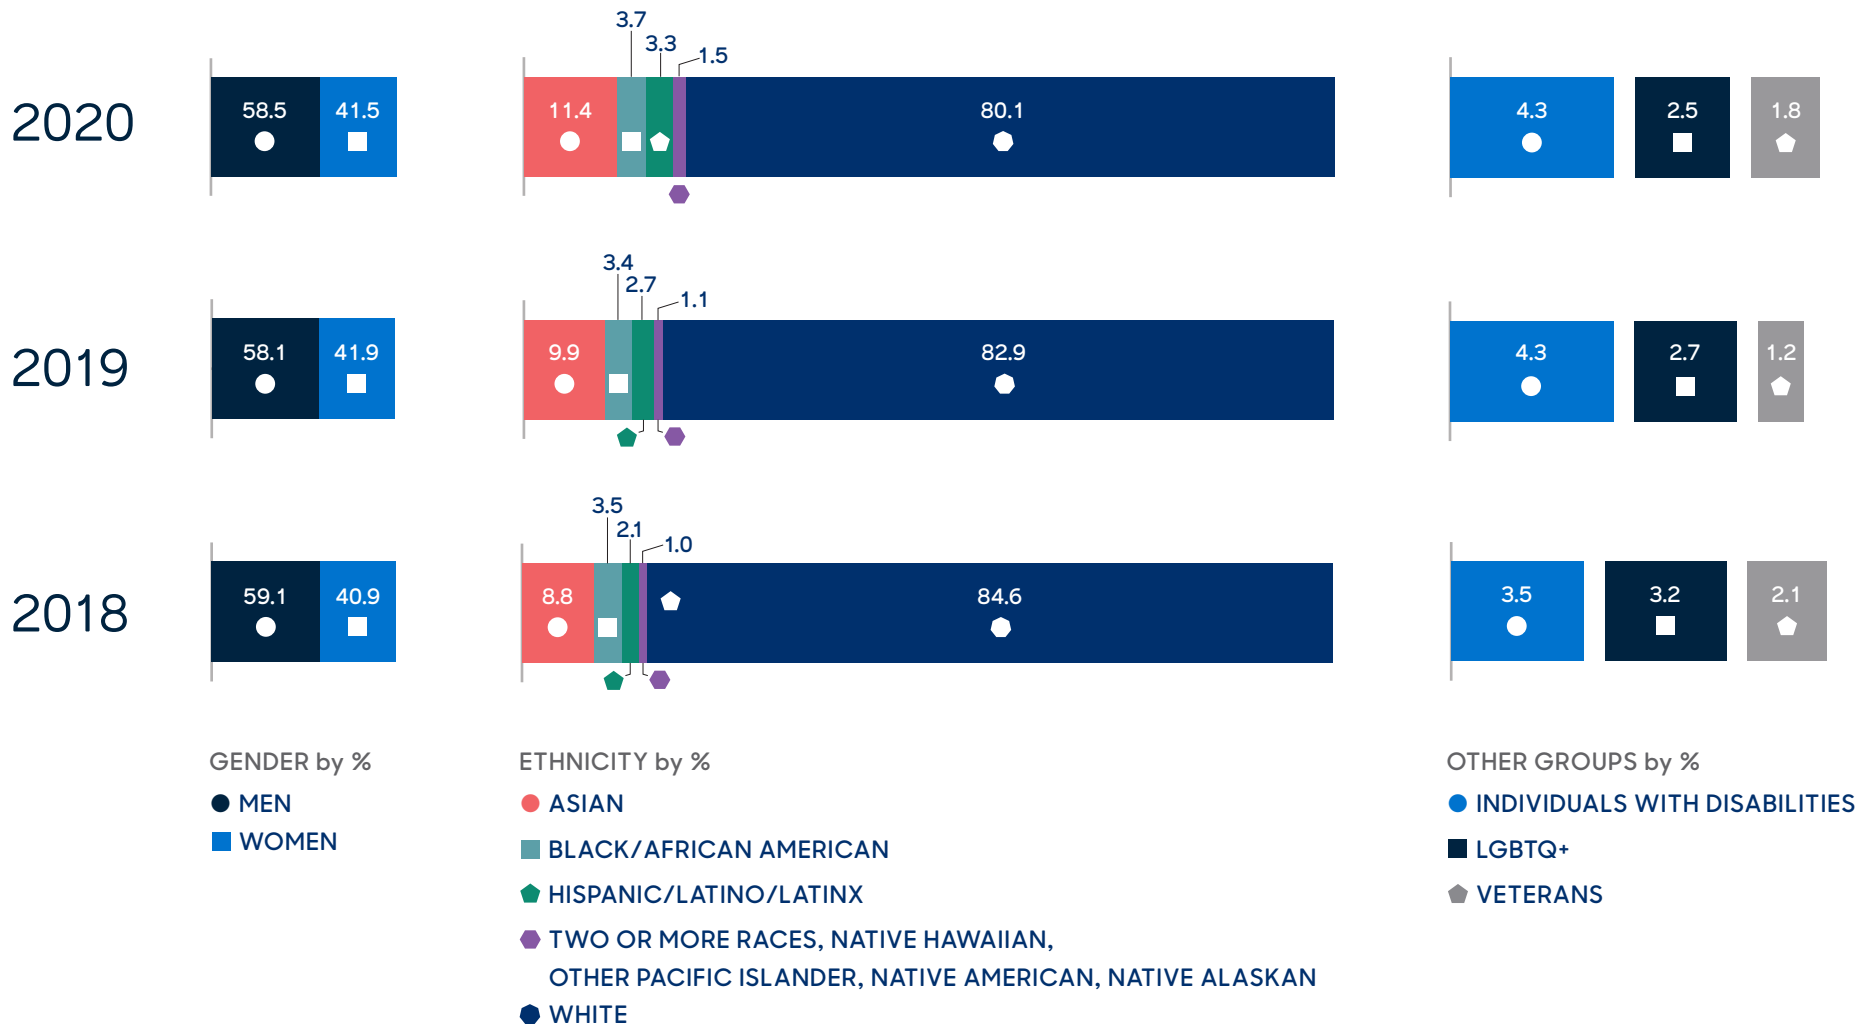 3.7
3.3
1.5
2020
58.5 41.5
11.4
80.1
4.3
2.5
1.8
3.4
2.7
1.1
2019
58.1 41.9
9.9
82.9
4.3
2.7
1.2
3.5
2.1
1.0
2018
59.1 40.9
8.8
84.6
3.5
3.2
2.1
GENDER by %
MEN
WOMEN
ETHNICITY by %
ASIAN
BLACK/AFRICAN AMERICAN
HISPANIC/LATINO/LATINX
TWO OR MORE RACES, NATIVE HAWAIIAN,
OTHER PACIFIC ISLANDER, NATIVE AMERICAN, NATIVE ALASKAN
WHITE
OTHER GROUPS by %
INDIVIDUALS WITH DISABILITIES
LGBTQ+
VETERANS